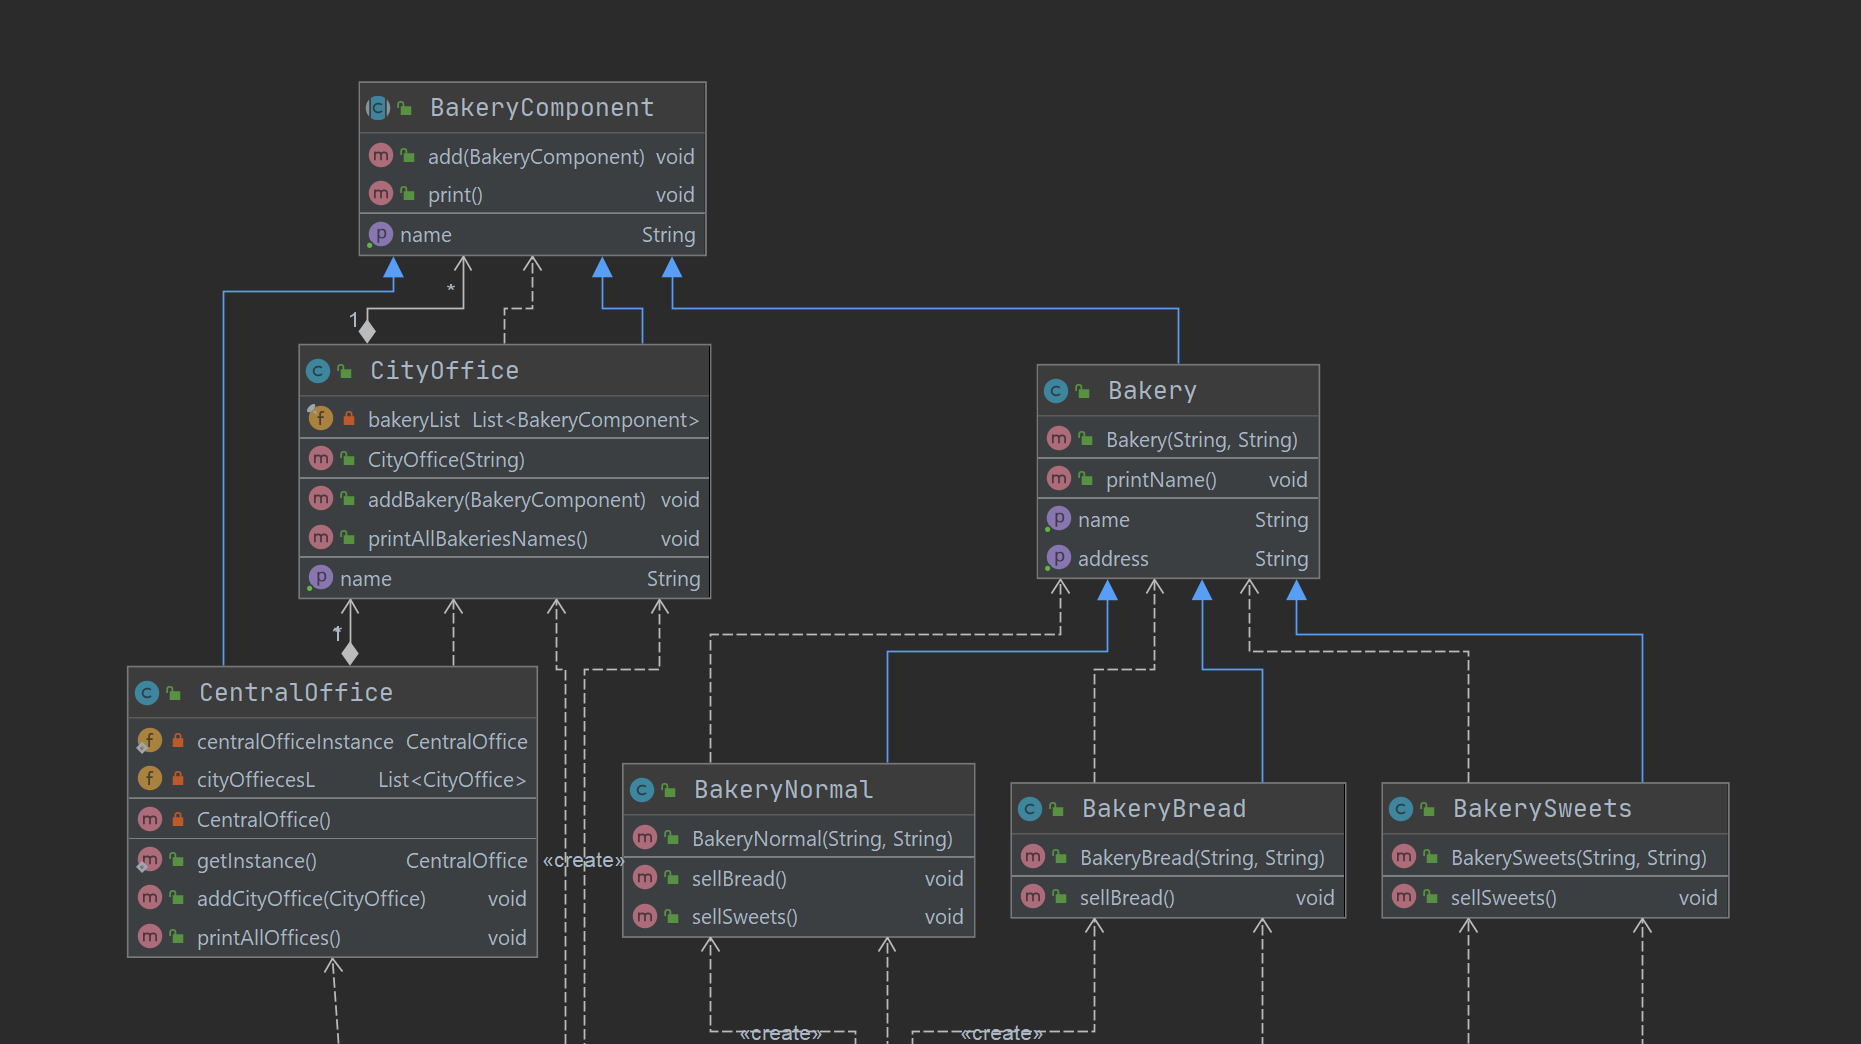 BakeryComponent
add(BakeryComponent) void
print() void
name String
*
1
CityOffice
bakeryList List<BakeryComponent>
CityOffice(String)
addBakery(BakeryComponent) void
printAllBakeriesNames() void
name String
Bakery
Bakery(String, String)
printName() void
name String
address String
CentralOffice
centralOfficeInstance CentralOffice
cityOffiecesL List<CityOffice>
CentralOffice()
getInstance() CentralOffice
addCityOffice(CityOffice) void
printAllOffices() void
«create»
BakeryNormal
BakeryNormal(String, String)
sellBread() void
sellSweets() void
BakeryBread
BakeryBread(String, String)
sellBread() void
BakerySweets
BakerySweets(String, String)
sellSweets() void
«create»
«create»